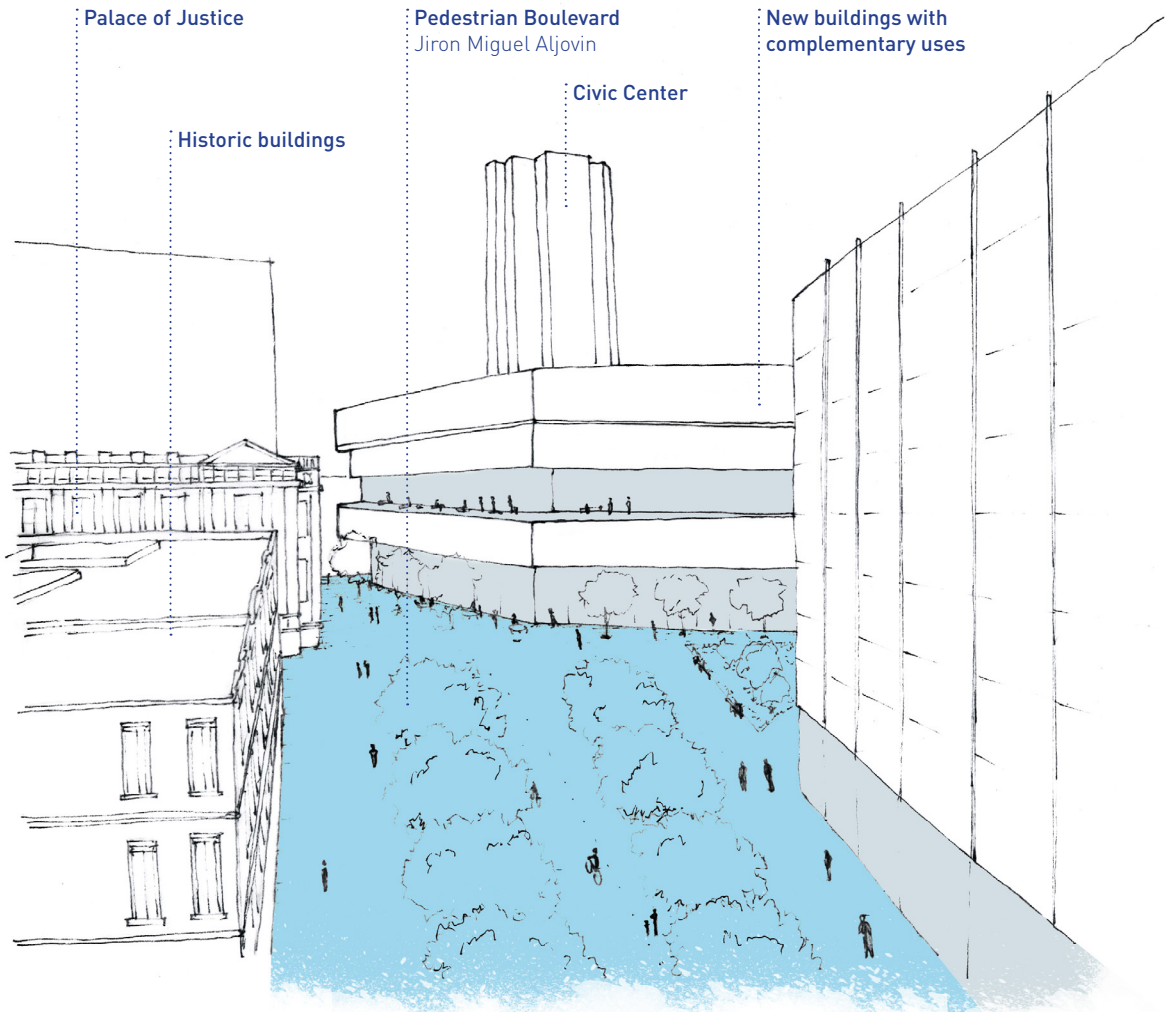 Palace of Justice
Pedestrian Boulevard
Jiron Miguel Aljovin
New buildings with
complementary uses
Civic Center
Historic buildings